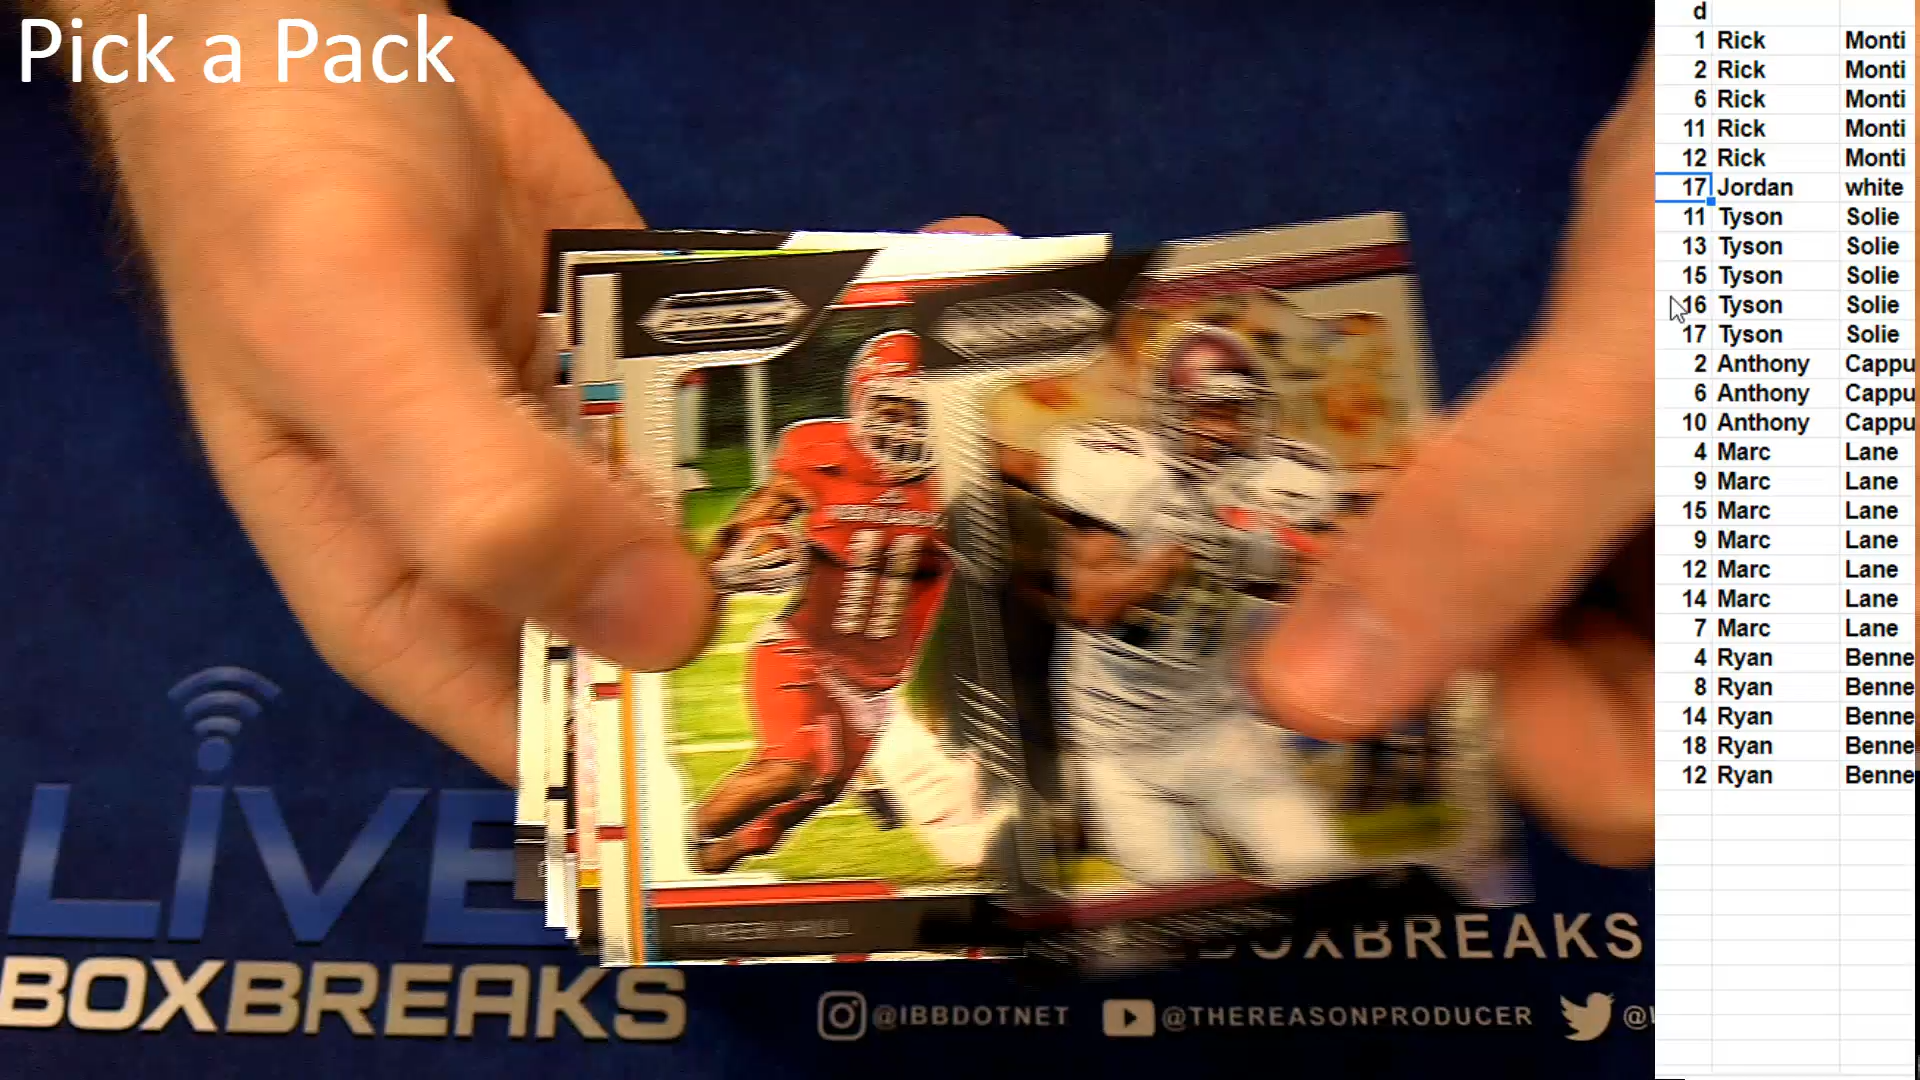 Pick a Pack
d
1 Rick Monti
2 Rick Monti
6 Rick Monti
11 Rick Monti
12 Rick Monti
17 Jordan white
11 Tyson Solie
13 Tyson Solie
15 Tyson Solie
16 Tyson Solie
17 Tyson Solie
2 Anthony Cappu
6 Anthony Cappu
10 Anthony Cappu
4 Marc Lane
9 Marc Lane
15 Marc Lane
9 Marc Lane
12 Marc Lane
14 Marc Lane
7 Marc Lane
4 Ryan Benne
8 Ryan Benne
14 Ryan Benne
18 Ryan Benne
12 Ryan Benne
TYREEK HILL
LIVE
BOXBREAKS
BOXBREAKS
@IBBDOTNET @THEREASONPRODUCER @